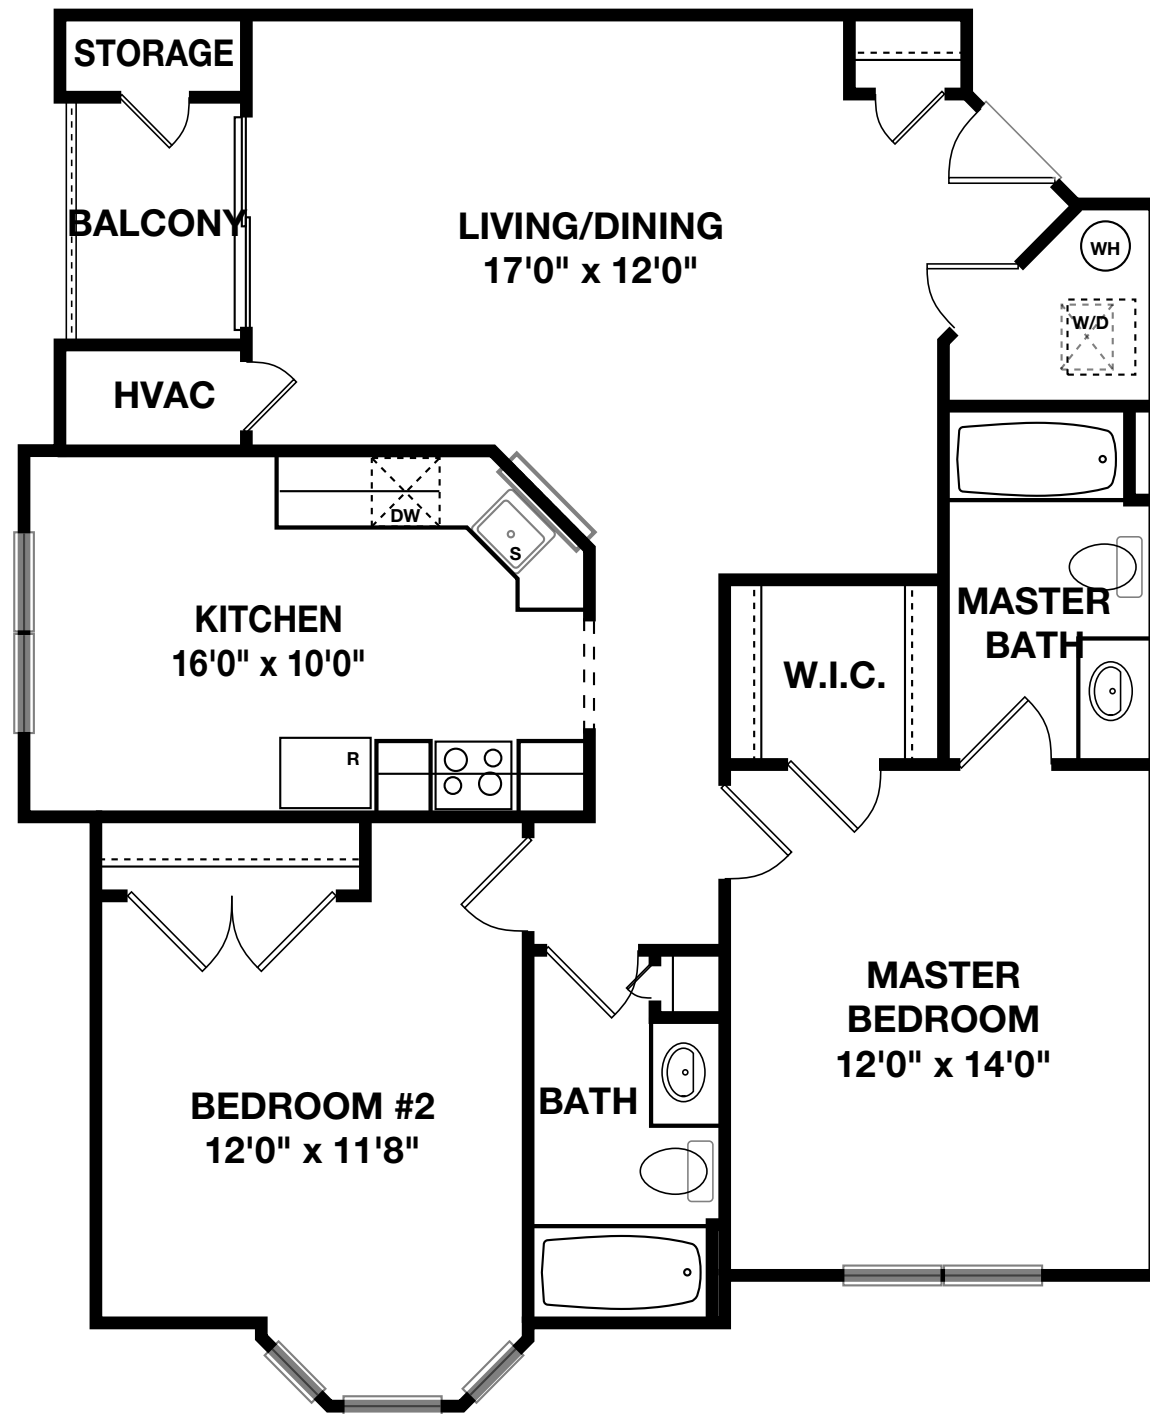 STORAGE
BALCONY
LIVING/DINING
17'0" x 12'0"
WH
W/D
HVAC
DW
S
KITCHEN
16'0" x 10'0"
R
W.I.C.
MASTER
BATH
MASTER
BEDROOM
12'0" x 14'0"
BEDROOM #2
12'0" x 11'8"
BATH